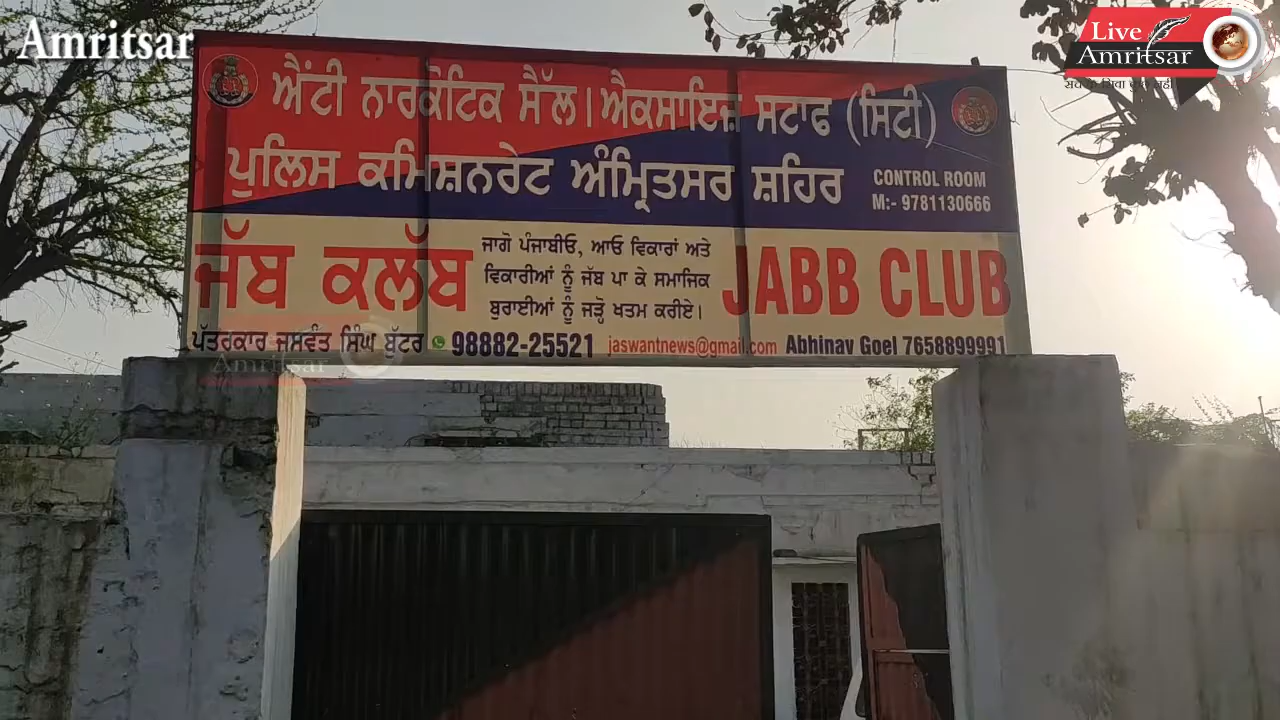 Amritsar
Live
Amritsar
ਐਂਟੀ ਨਾਰਕੋਟਿਕ ਸੈੱਲ।ਐਕਸਾਇਜ਼ ਸਟਾਫ (ਸਿਟੀ)
ਪੁਲਿਸ ਕਮਿਸ਼ਨਰੇਟ ਅੰਮ੍ਰਿਤਸਰ ਸ਼ਹਿਰ
CONTROL ROOM
M:- 9781130666
ਜੱਬ ਕਲੱਬ
ਜਾਗੋ ਪੰਜਾਬੀਓ, ਆਓ ਵਿਕਾਰਾਂ ਅਤੇ
ਵਿਕਾਰੀਆਂ ਨੂੰ ਜੱਬ ਪਾ ਕੇ ਸਮਾਜਿਕ
ਬੁਰਾਈਆਂ ਨੂੰ ਜੜ੍ਹੋ ਖਤਮ ਕਰੀਏ।
JABB CLUB
ਪੱਤਰਕਾਰ ਜਸਵੰਤ ਸਿੰਘ ਬੁੱਟਰ 98882-25521 jaswantnews@gmail.com Abhinav Goel 7658899991
Amritsar